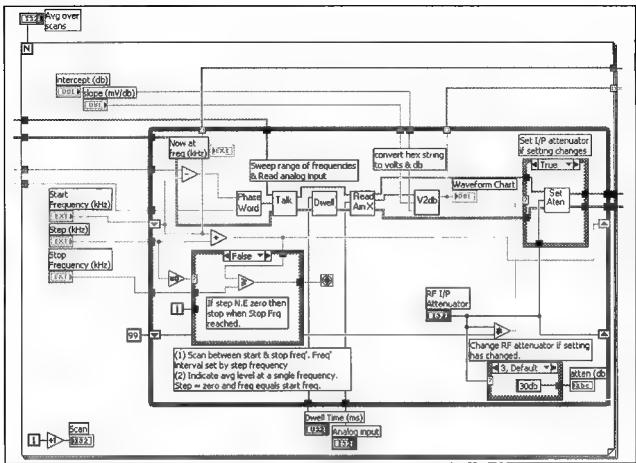 Avg over
scans
N
intercept (db)
slope (mV/db)
Now at
freq (kHz)
Sweep range of frequencies
& Read analog Input
convert hex string
to volts & db
Set I/P attenuator
if setting changes
True
Start
Frequency (kHz)
Step (kHz)
Stop
Frequency (kHz)
Phase
Word
Talk
Dwell
Read
Ain X
V2db
Waveform Chart
Set
Aten
False
If step N.E zero then
stop when Stop Frq
reached.
RF I/P
Attenuator
99
Change RF attenuator if setting
has changed.
(1) Scan between start & stop freq'. Freq'
Interval set by step frequency
(2) Indicate avg level at a single frequency.
Step = zero and freq equals start freq.
3, Default
30db
atten (db
abc
Dwell Time (ms)
Analog input
Scan
i
+1